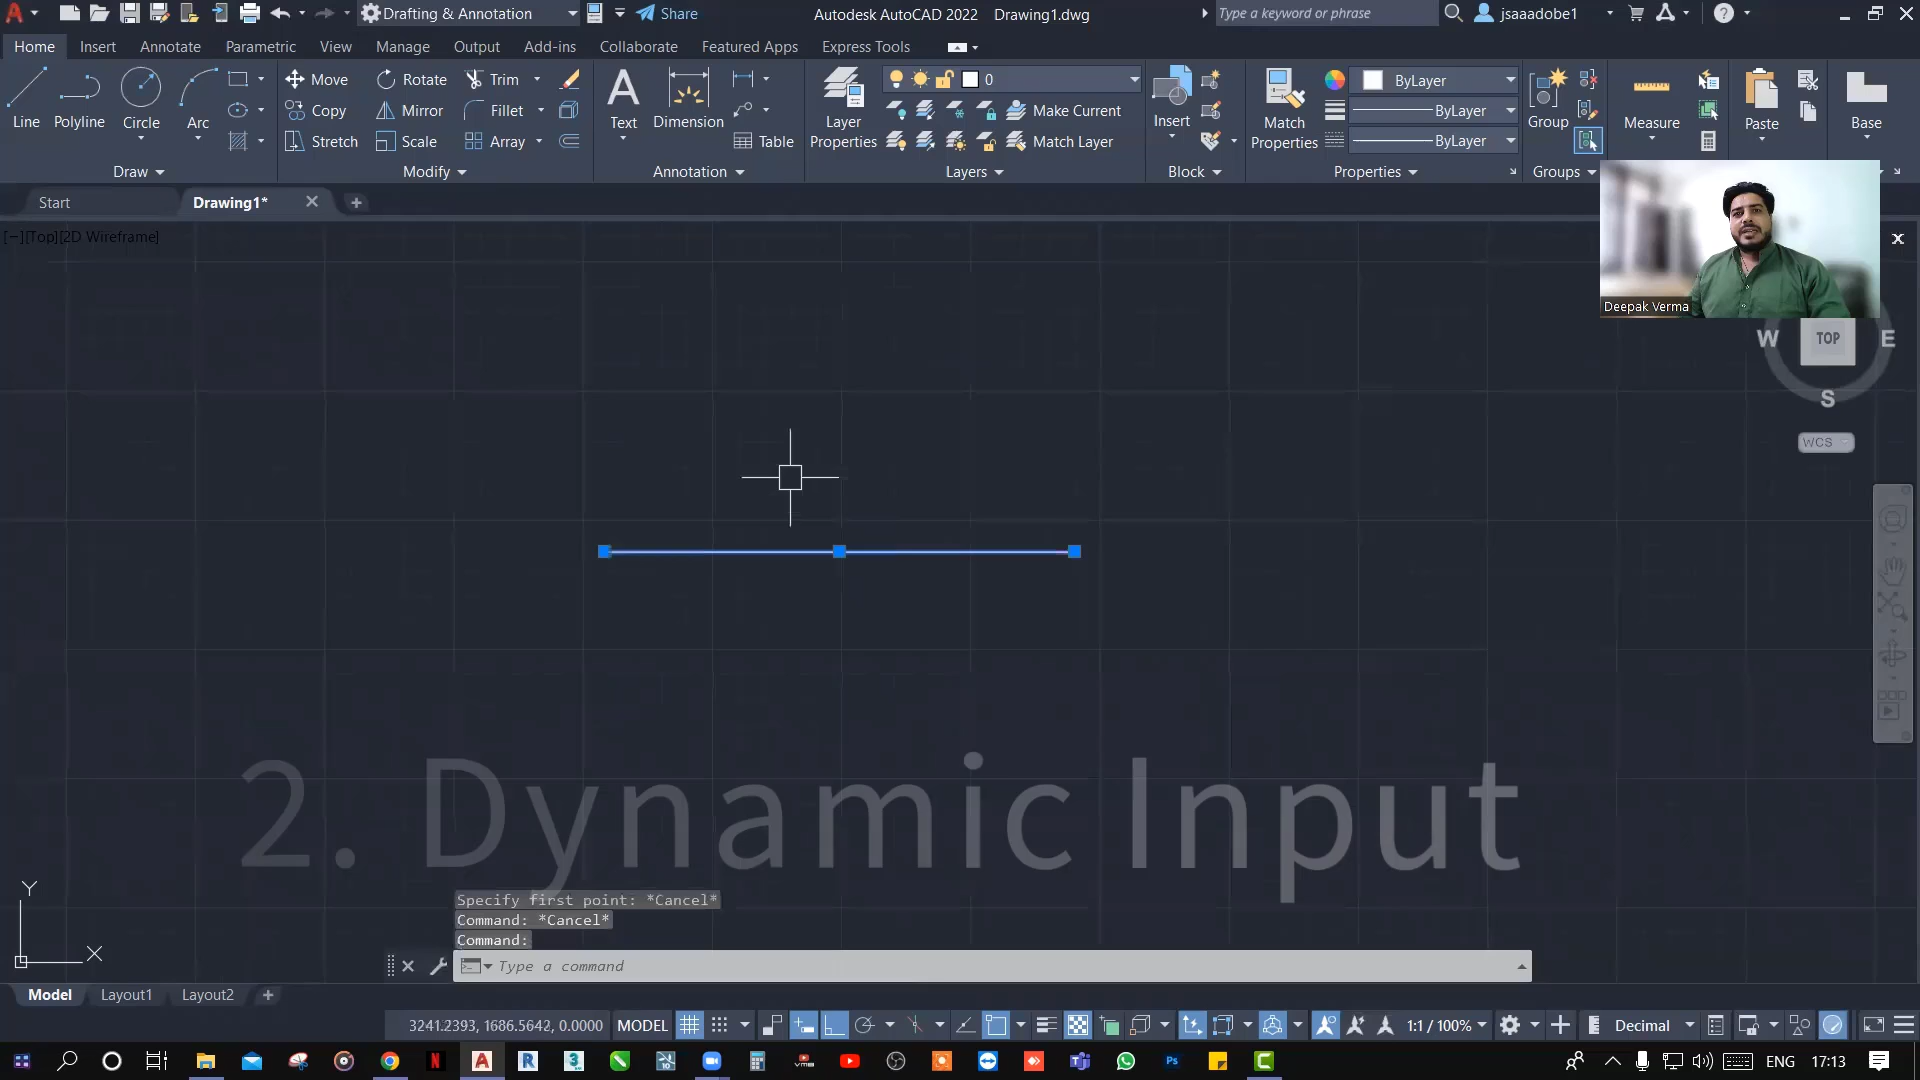 Drafting & Annotation
Share
Autodesk AutoCAD 2022 Drawing1.dwg
Type a keyword or phrase
jsaaadobe1
Home Insert Annotate Parametric View Manage Output Add-ins Collaborate Featured Apps Express Tools
Line
Polyline
Circle
Arc
Draw
Move
Rotate
Trim
Copy
Mirror
Fillet
Stretch
Scale
Array
Modify
Text
Dimension
Table
Annotation
Layer
Properties
0
Make Current
Match Layer
Layers
Insert
Block
Match
Properties
ByLayer
ByLayer
ByLayer
Properties
Group
Groups
Measure
Paste
Base
Start
Drawing1*
[−][Top][2D Wireframe]
Deepak Verma
W
TOP
E
S
WCS
2. Dynamic Input
Y
X
Specify first point: *Cancel*
Command: *Cancel*
Command:
Type a command
Model Layout1 Layout2
3241.2393, 1686.5642, 0.0000
MODEL
1:1 / 100%
Decimal
ENG
17:13